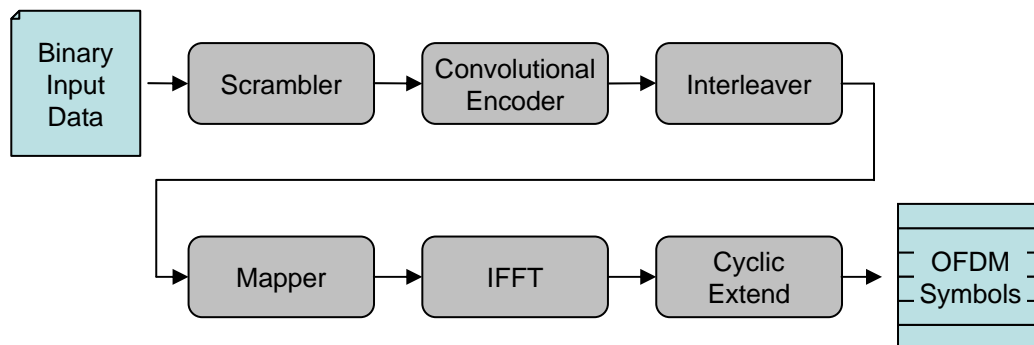 Binary
Input
Data
Scrambler
Convolutional
Encoder
Interleaver
Mapper
IFFT
Cyclic
Extend
OFDM
Symbols